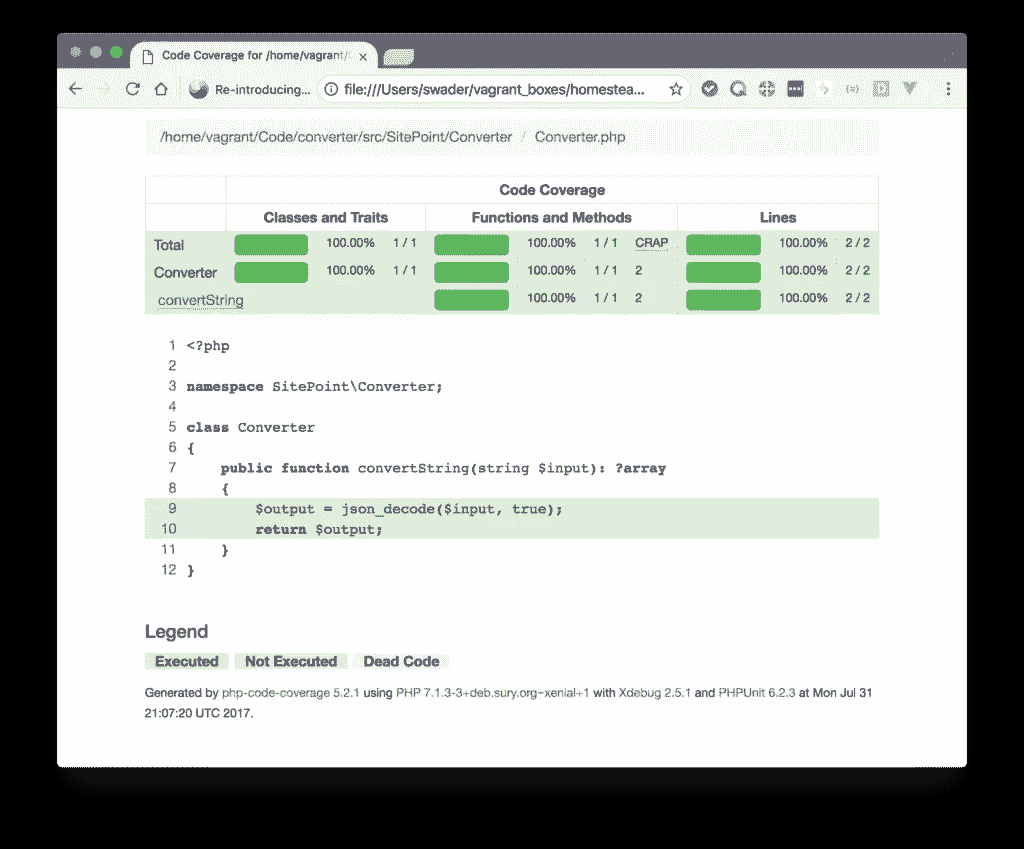 Code Coverage for /home/vagrant/
Re-introducing... file:///Users/swader/vagrant_boxes/homestea...
/home/vagrant/Code/converter/src/SitePoint/Converter / Converter.php
Code Coverage
Classes and Traits Functions and Methods Lines
Total 100.00% 1 / 1 100.00% 1 / 1 CRAP 100.00% 2 / 2
Converter 100.00% 1 / 1 100.00% 1 / 1 2 100.00% 2 / 2
convertString 100.00% 1 / 1 2 100.00% 2 / 2
1 <?php
2
3 namespace SitePoint\Converter;
4
5 class Converter
6 {
7 public function convertString(string $input): ?array
8 {
9 $output = json_decode($input, true);
10 return $output;
11 }
12 }
Legend
Executed Not Executed Dead Code
Generated by php-code-coverage 5.2.1 using PHP 7.1.3-3+deb.sury.org~xenial+1 with Xdebug 2.5.1 and PHPUnit 6.2.3 at Mon Jul 31
21:07:20 UTC 2017.